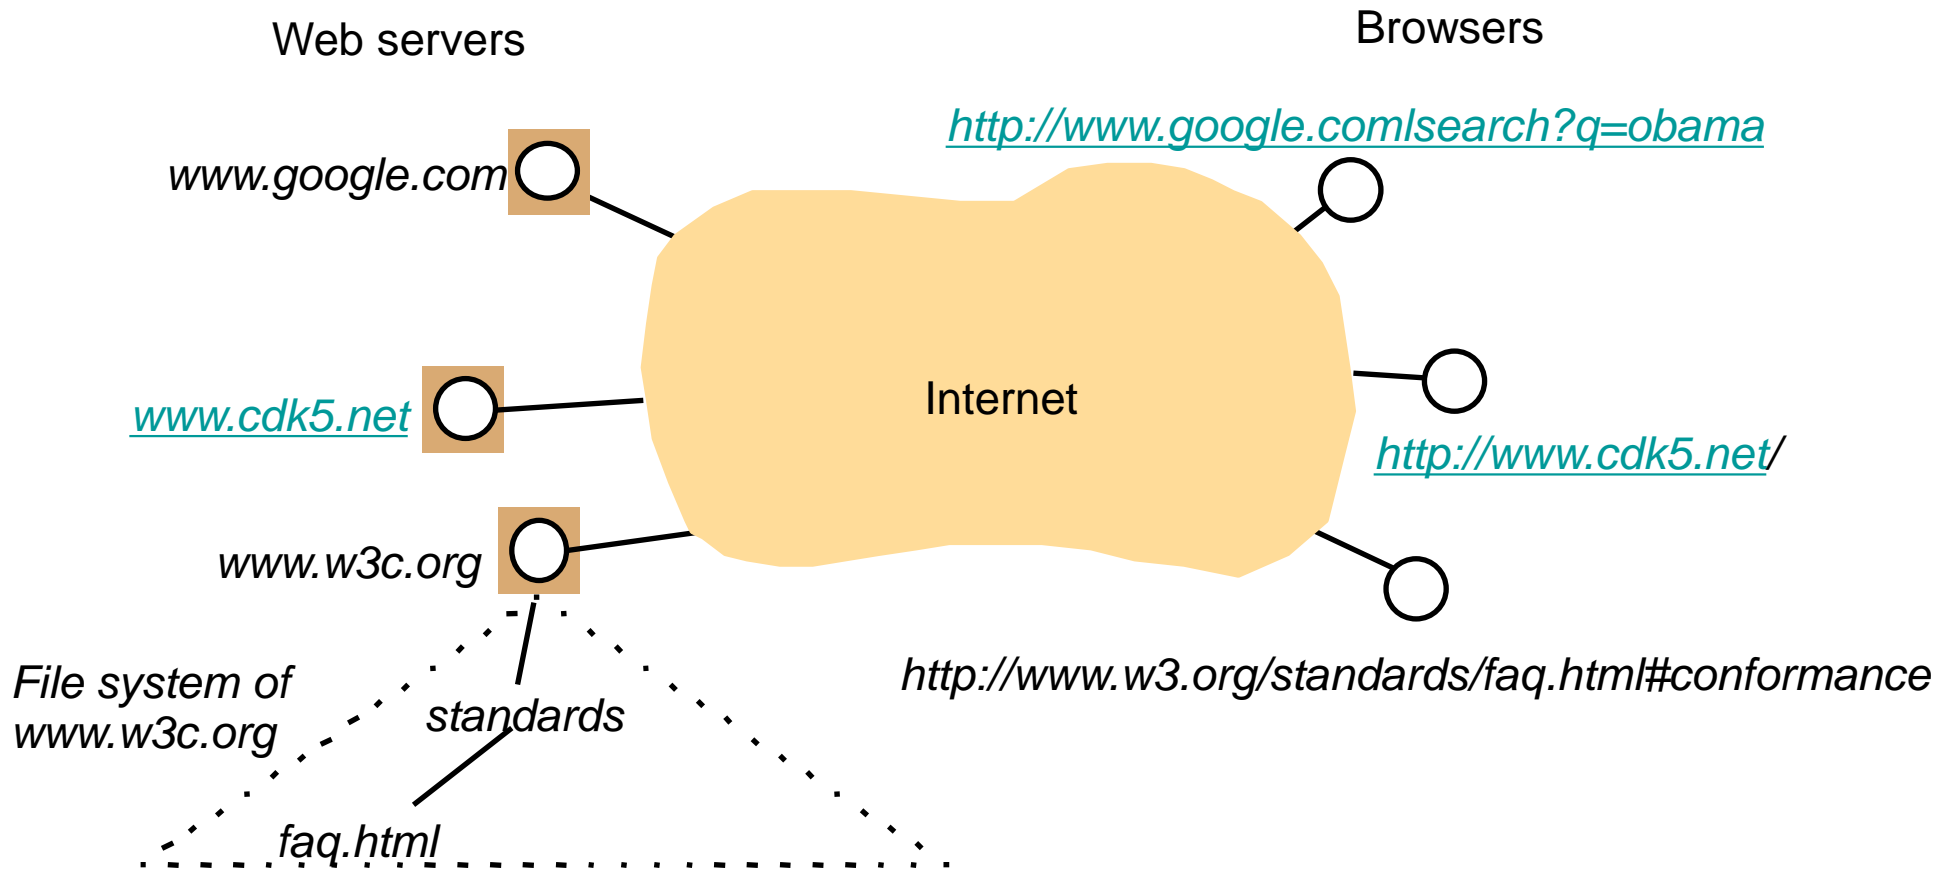 Web servers
Browsers
http://www.google.comlsearch?q=obama
www.google.com
Internet
www.cdk5.net
http://www.cdk5.net/
www.w3c.org
http://www.w3.org/standards/faq.html#conformance
File system of
www.w3c.org
standards
faq.html